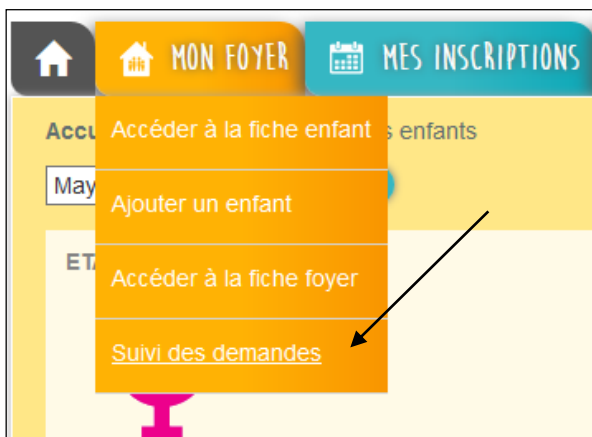 MON FOYER MES INSCRIPTIONS
Accu s enfants
Accéder à la fiche enfant
May
Ajouter un enfant
ETA
Accéder à la fiche foyer
Suivi des demandes